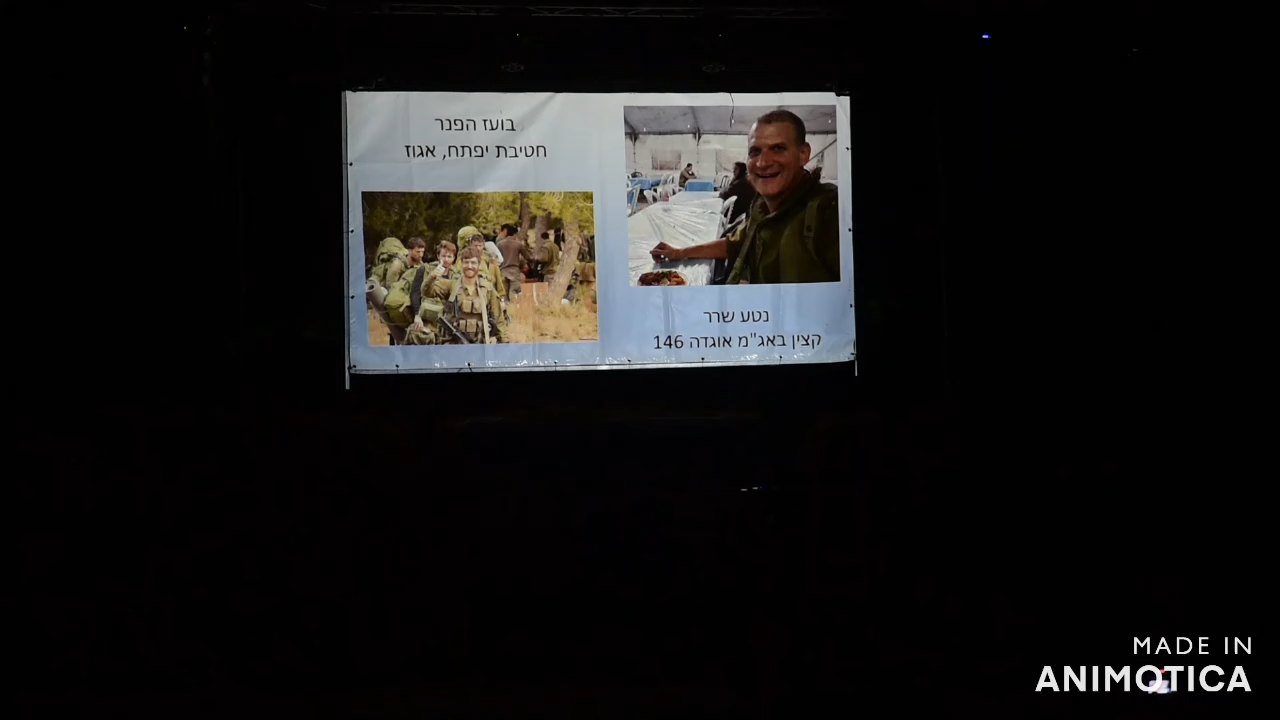 בועז הפנר
חטיבת יפתח, אגוז
נטע שרר
קצין באג"מ אוגדה 146
MADE IN
ANIMOTICA